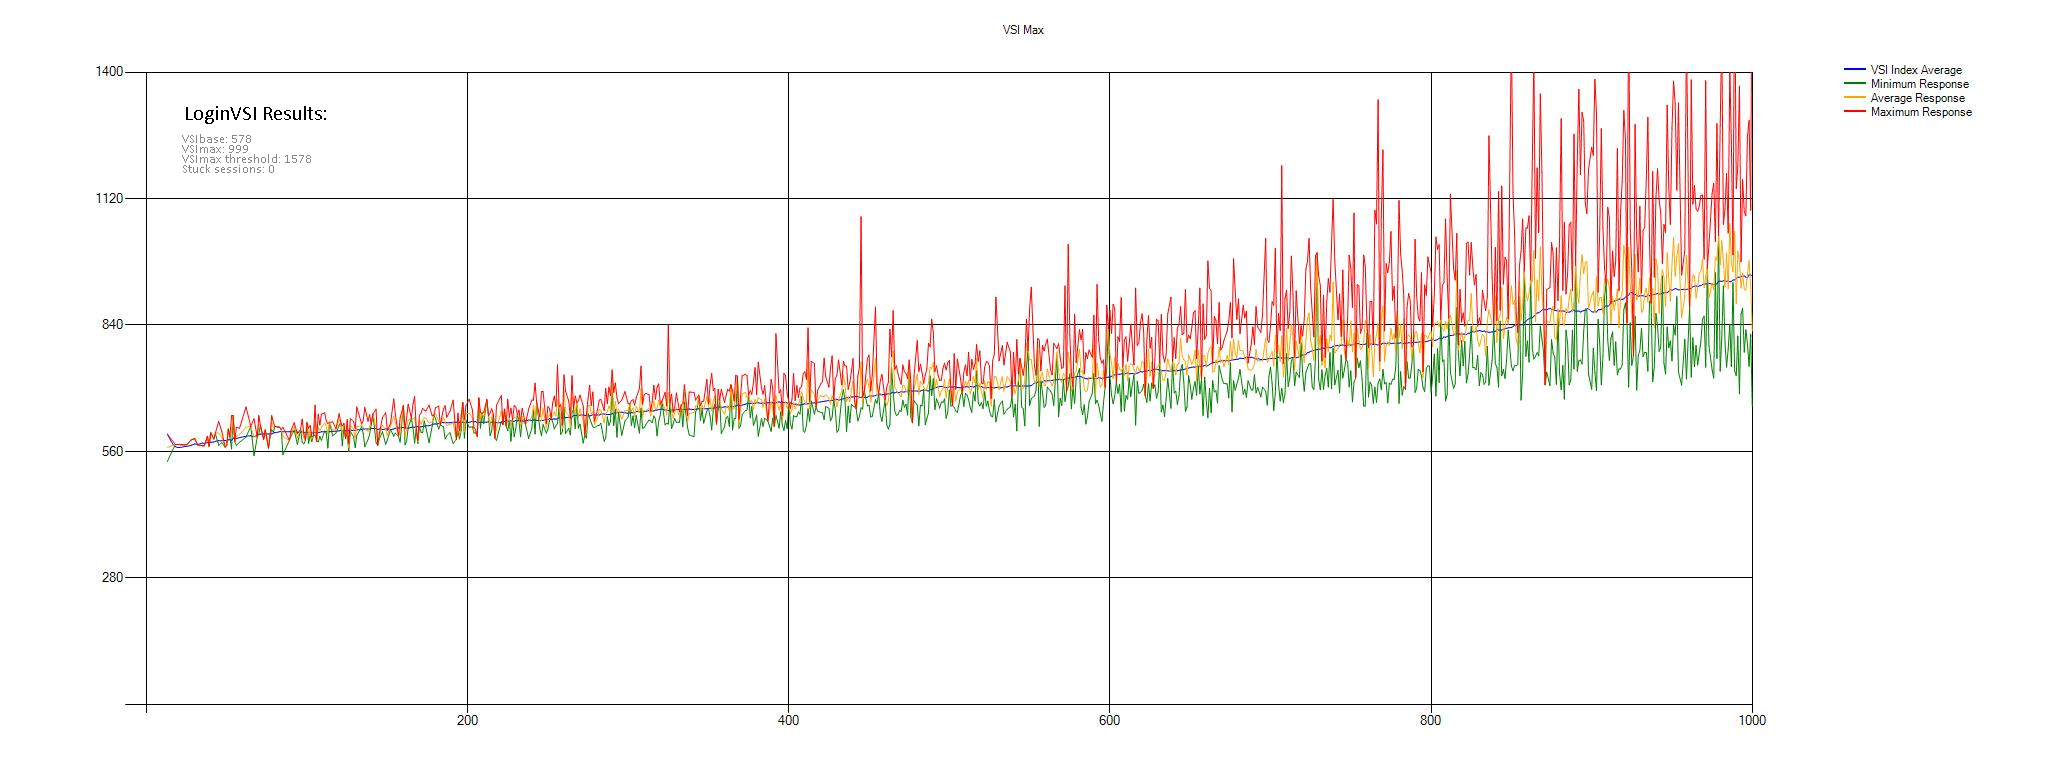 VSI Max
1400
1120
840
560
280
200
400
600
800
1000
LoginVSI Results:
VSIbase: 578
VSImax: 999
VSImax threshold: 1578
Stuck sessions: 0
VSI Index Average
Minimum Response
Average Response
Maximum Response